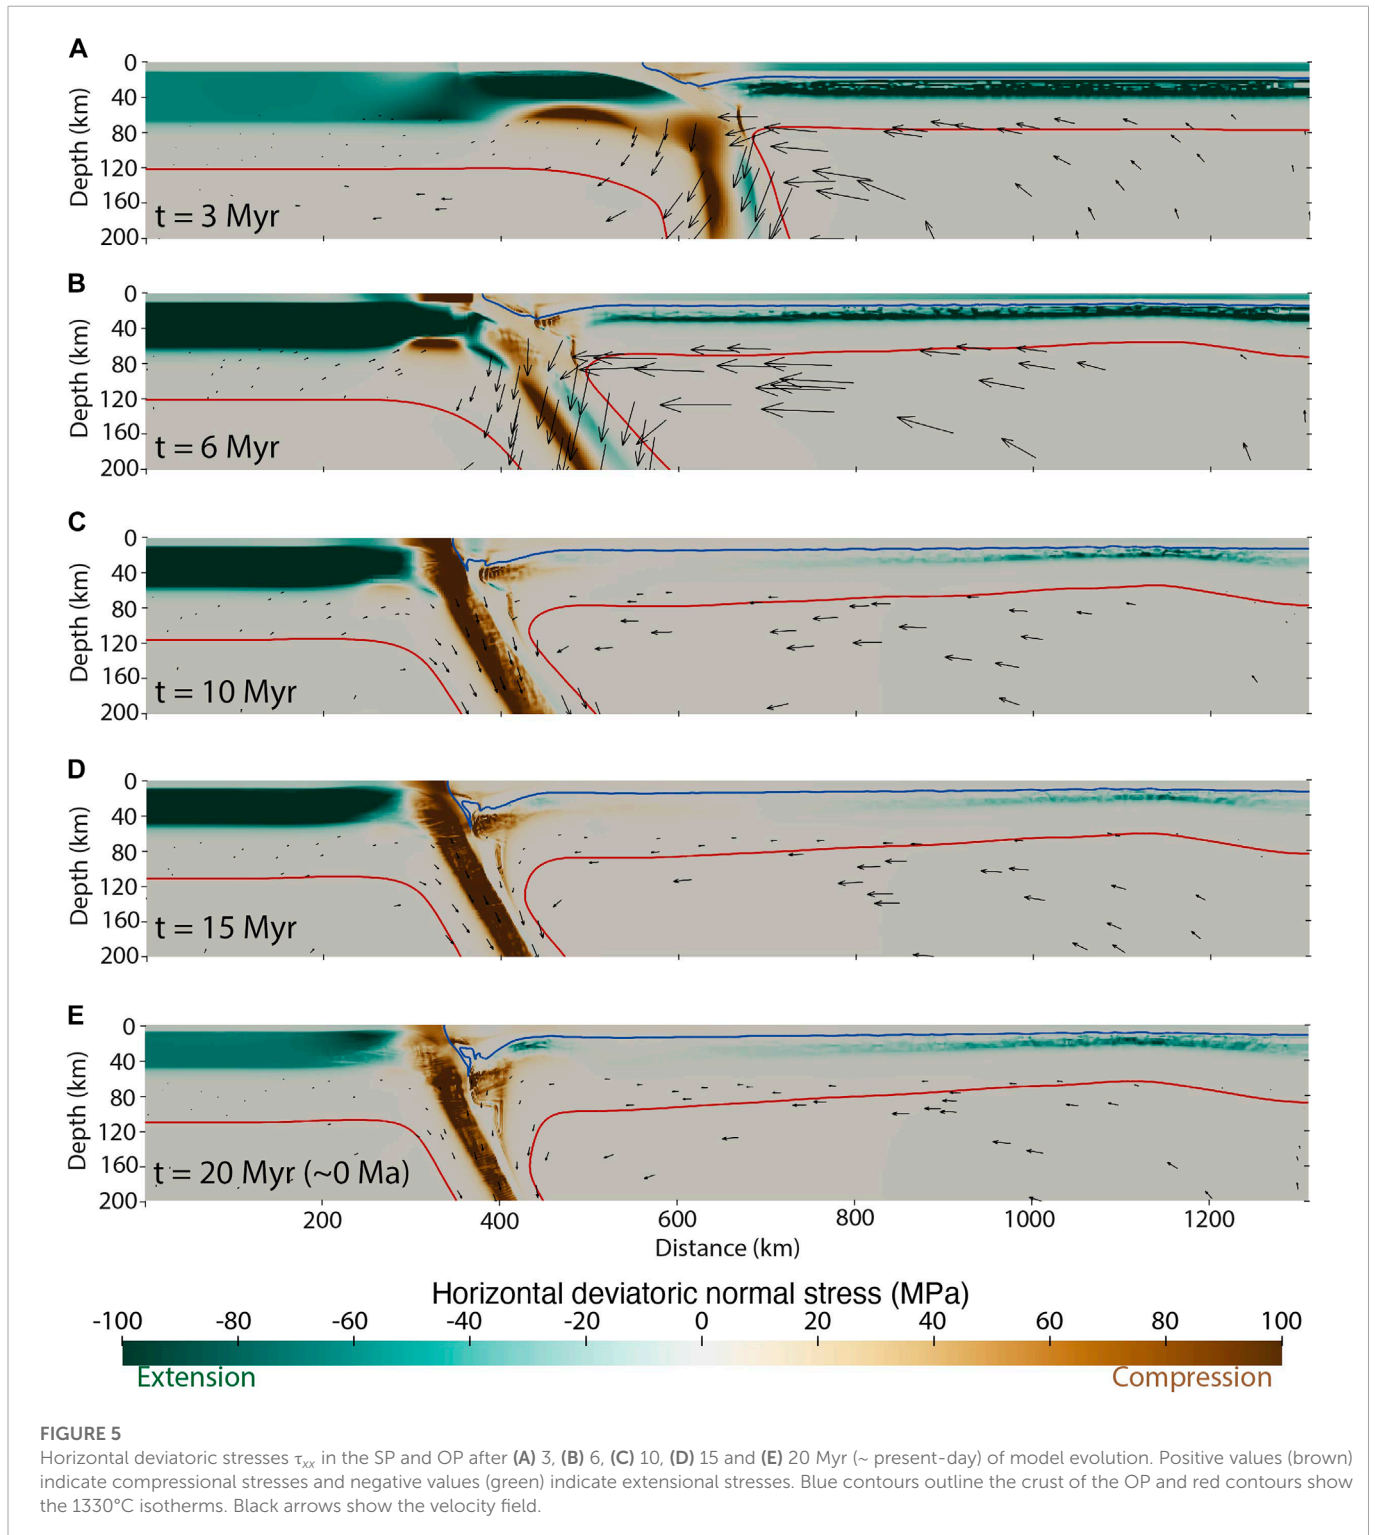 A
0
40
80
120
160
200
Depth (km)
t = 3 Myr
B
0
40
80
120
160
200
Depth (km)
t = 6 Myr
C
0
40
80
120
160
200
Depth (km)
t = 10 Myr
D
0
40
80
120
160
200
Depth (km)
t = 15 Myr
E
0
40
80
120
160
200
Depth (km)
t = 20 Myr (~0 Ma)
200 400 600 800 1000 1200
Distance (km)
Horizontal deviatoric normal stress (MPa)
-100 -80 -60 -40 -20 0 20 40 60 80 100
Extension Compression
FIGURE 5
Horizontal deviatoric stresses τxx in the SP and OP after (A) 3, (B) 6, (C) 10, (D) 15 and (E) 20 Myr (~ present-day) of model evolution. Positive values (brown)
indicate compressional stresses and negative values (green) indicate extensional stresses. Blue contours outline the crust of the OP and red contours show
the 1330°C isotherms. Black arrows show the velocity field.